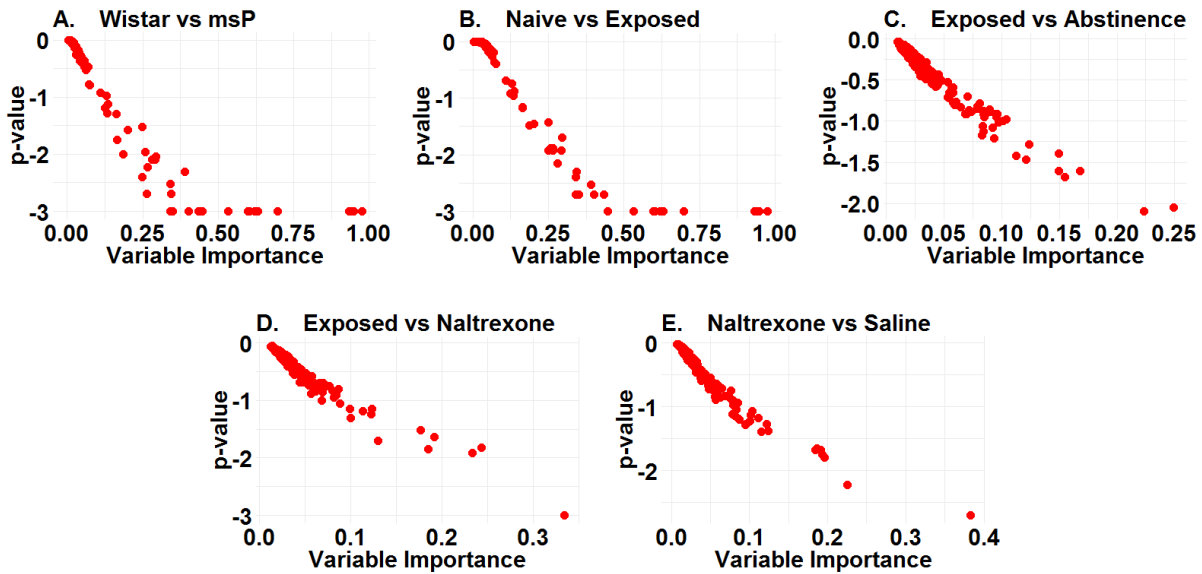 A. Wistar vs msP
p-value
0
-1
-2
-3
0.00 0.25 0.50 0.75 1.00
Variable Importance
B. Naive vs Exposed
p-value
0
-1
-2
-3
0.00 0.25 0.50 0.75 1.00
Variable Importance
C. Exposed vs Abstinence
p-value
0.0
-0.5
-1.0
-1.5
-2.0
0.00 0.05 0.10 0.15 0.20 0.25
Variable Importance
D. Exposed vs Naltrexone
p-value
0
-1
-2
-3
0.0 0.1 0.2 0.3
Variable Importance
E. Naltrexone vs Saline
p-value
0
-1
-2
0.0 0.1 0.2 0.3 0.4
Variable Importance